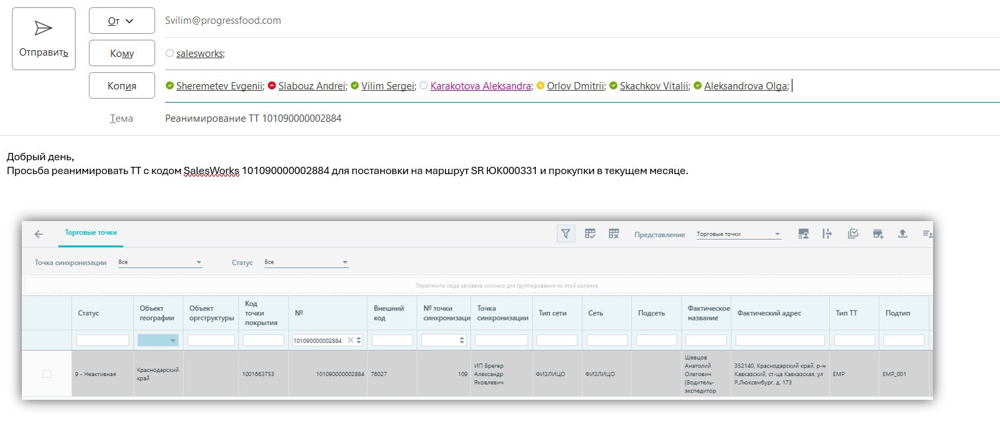 Отправить
От
Svilim@progressfood.com
Кому
salesworks;
Копия
Sheremetev Evgenii; Slabouz Andrei; Vilim Sergei; Karakotova Aleksandra; Orlov Dmitrii; Skachkov Vitalii; Aleksandrova Olga;
Тема
Реанимирование ТТ 101090000002884
Добрый день,
Просьба реанимировать ТТ с кодом SalesWorks 101090000002884 для постановки на маршрут SR ЮК000331 и прокупки в текущем месяце.
Торговые точки
Представление
Торговые точки
Точка синхронизации
Все
Статус
Все
Перетяните сюда заглавие колонки для группирования по этой колонке
Статус
Объект
географии
Объект
оргструктуры
Код
точки
покрытия
№
Внешний
код
№ точки
синхронизаци
Точка
синхронизации
Тип сети
Сеть
Подсеть
Фактическое
название
Фактический адрес
Тип ТТ
Подтип
101090000002884
9 - Неактивная
Краснодарский
край
1001663753
101090000002884
76027
109
ИП Брегер
Александр
Яковлевич
ФИЗЛИЦО
ФИЗЛИЦО
Шевцов
Анатолий
Олегович
(Водитель-
экспедитор
352140, Краснодарский край, р-н
Кавказский, ст-ца Кавказская, ул
Р.Люксембург, д. 173
EMP
EMP_001